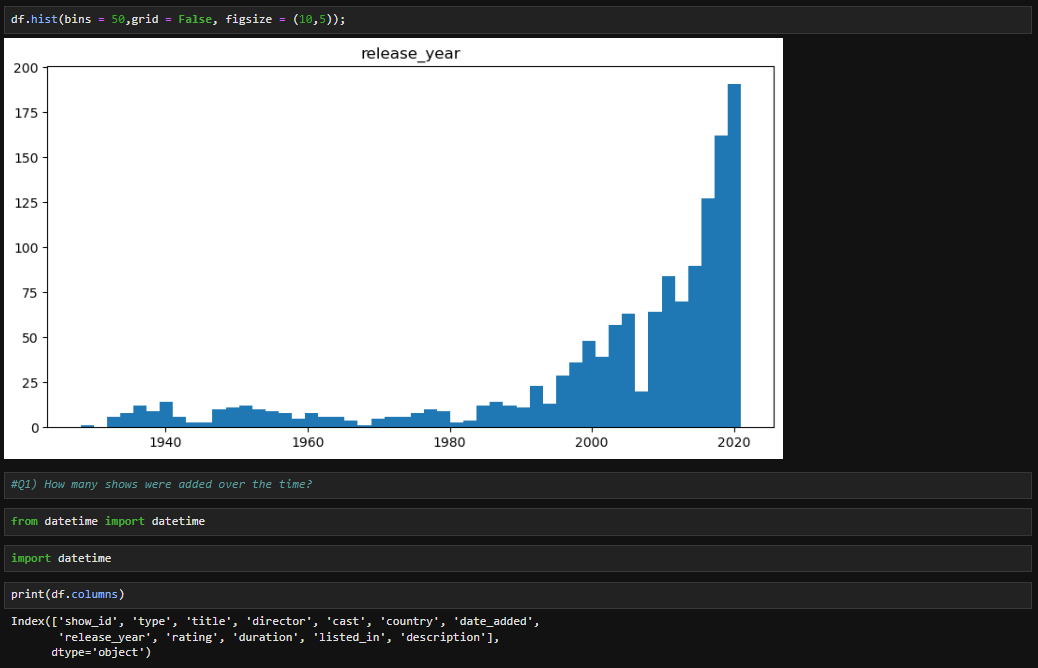 df.hist(bins = 50,grid = False, figsize = (10,5));
release_year
200
175
150
125
100
75
50
25
0
1940 1960 1980 2000 2020
#Q1) How many shows were added over the time?
from datetime import datetime
import datetime
print(df.columns)
Index(['show_id', 'type', 'title', 'director', 'cast', 'country', 'date_added',
'release_year', 'rating', 'duration', 'listed_in', 'description'],
dtype='object')